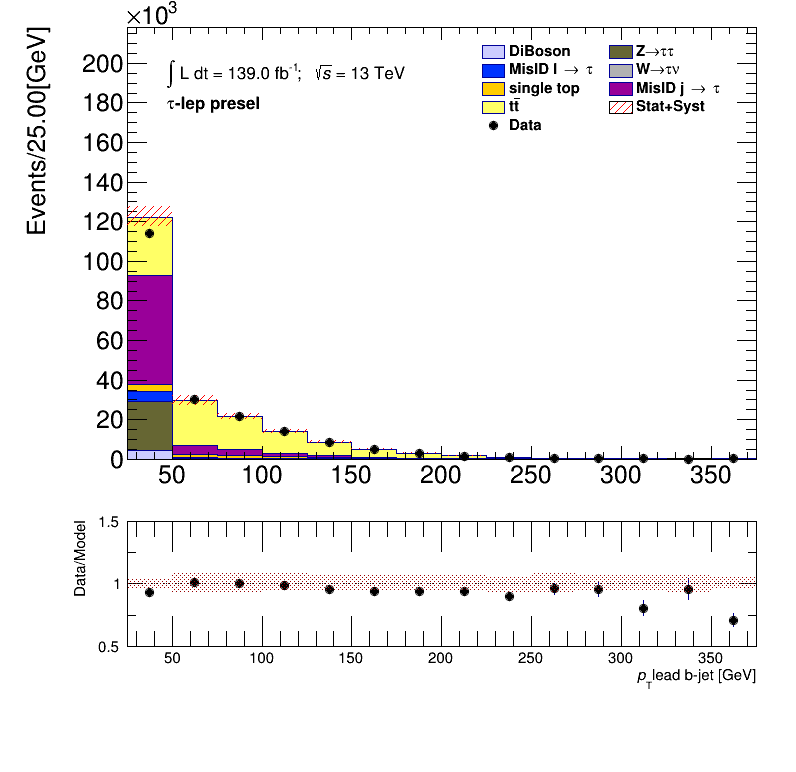 ×10³
Events/25.00[GeV]
200
180
160
140
120
100
80
60
40
20
0
∫ L dt = 139.0 fb⁻¹; √s = 13 TeV
τ-lep presel
DiBoson
MisID l → τ
single top
tt̄
Data
Z→ττ
W→τν
MisID j → τ
Stat+Syst
50 100 150 200 250 300 350
Data/Model
1.5
1
0.5
50 100 150 200 250 300 350
p_T lead b-jet [GeV]